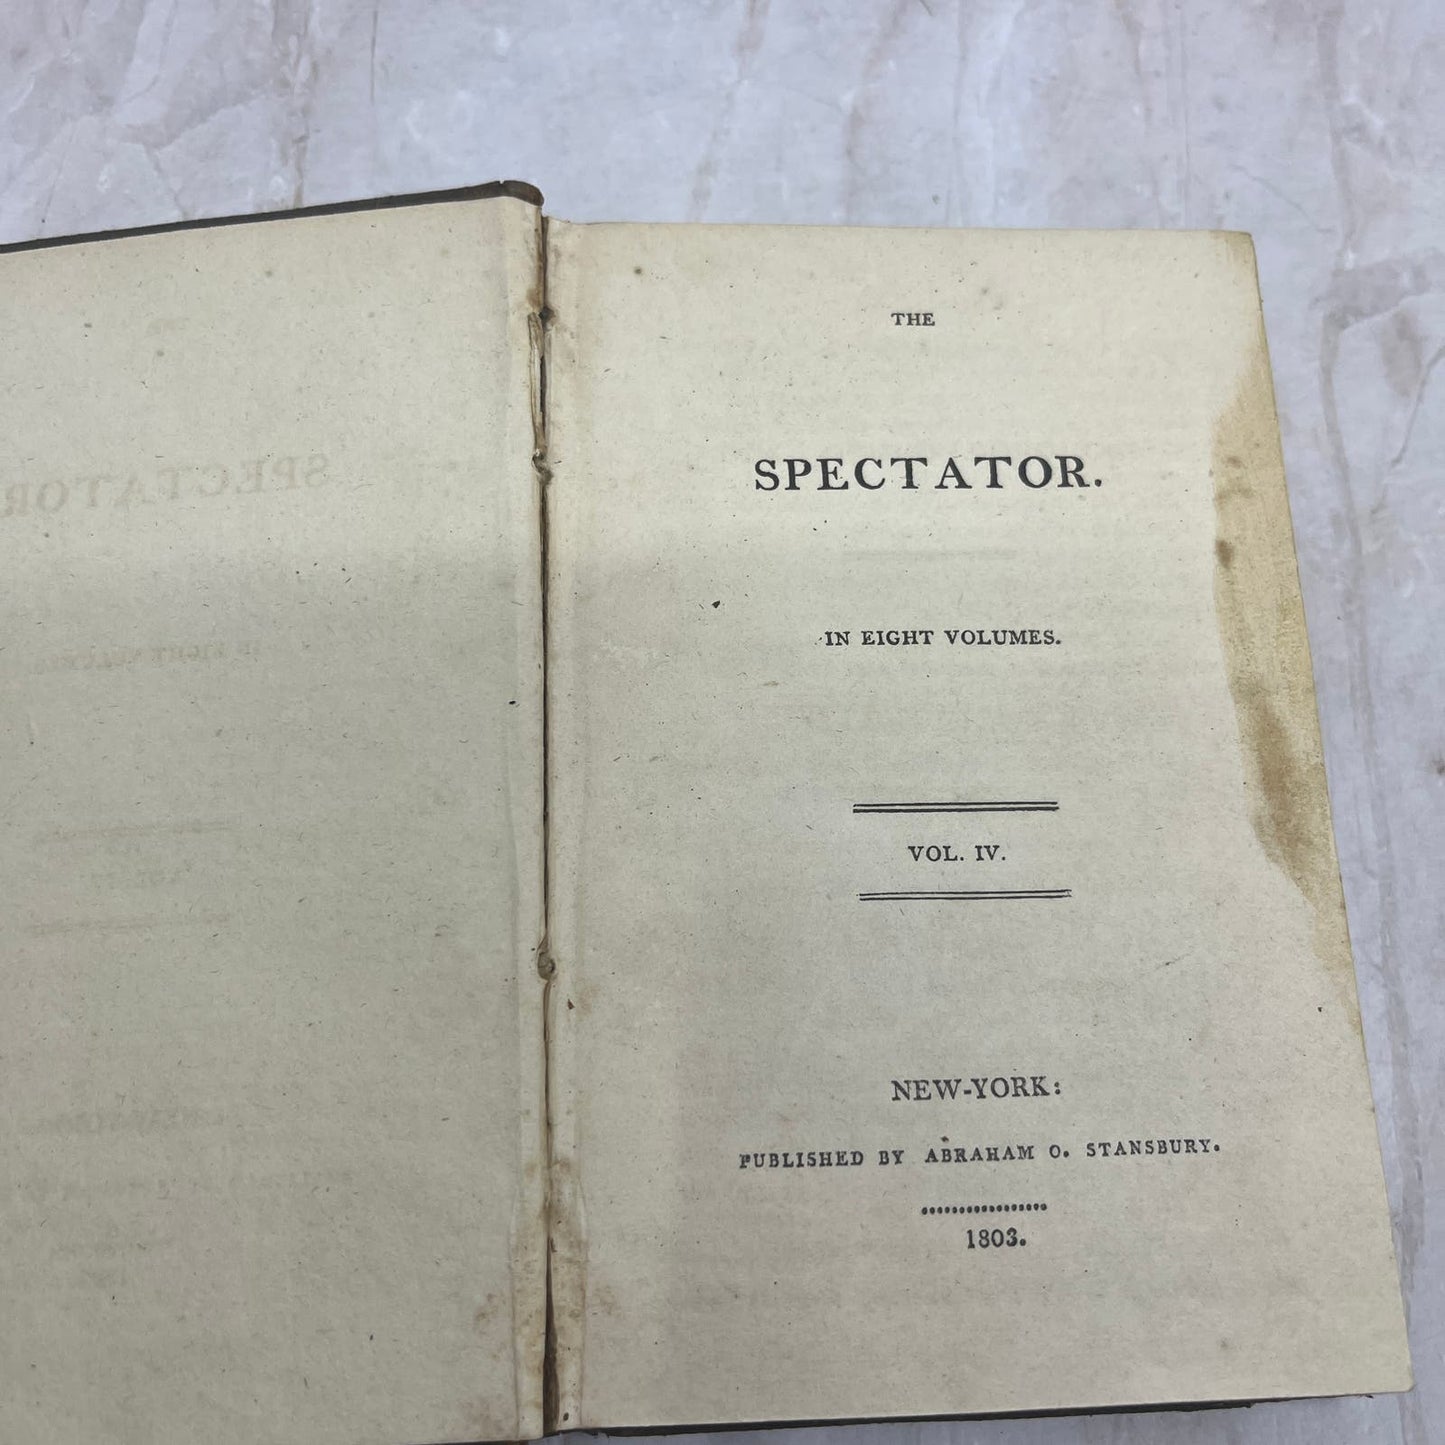 THE
SPECTATOR.
IN EIGHT VOLUMES.
VOL. IV.
NEW-YORK:
PUBLISHED BY ABRAHAM O. STANSBURY.
1803.